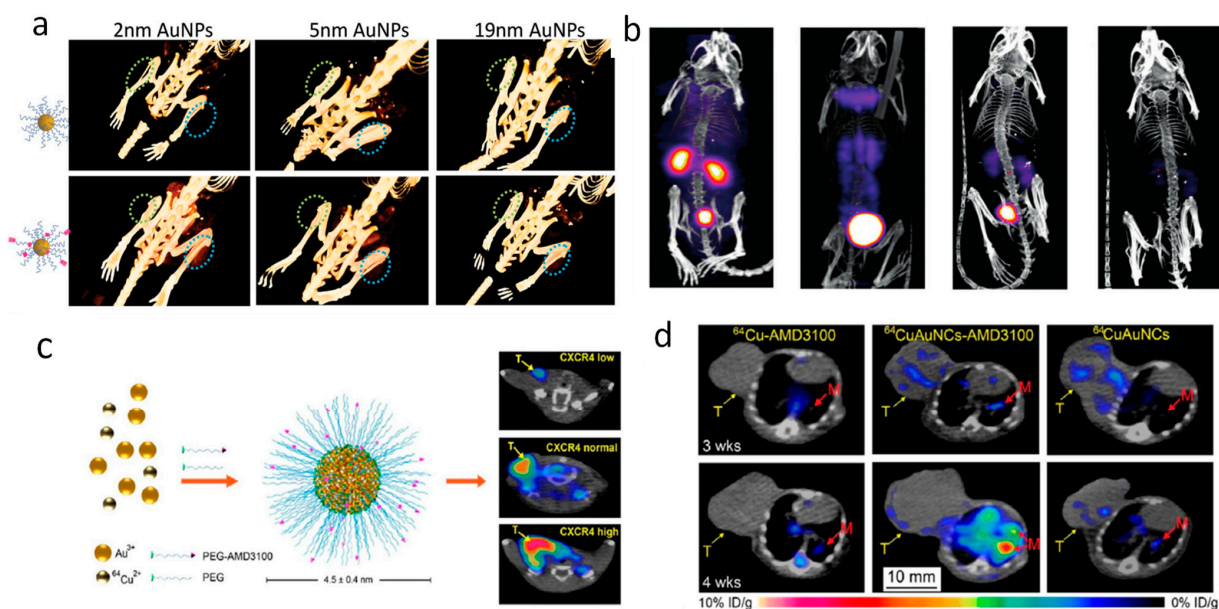 a
2nm AuNPs
5nm AuNPs
19nm AuNPs
b
c
T
CXCR4 low
T
CXCR4 normal
T
CXCR4 high
Au³⁺
PEG-AMD3100
⁶⁴Cu²⁺
PEG
4.5 ± 0.4 nm
d
⁶⁴Cu-AMD3100
⁶⁴CuAuNCs-AMD3100
⁶⁴CuAuNCs
T
M
3 wks
T
M
T
M
T
M
4 wks
T
M
10 mm
T
M
10% ID/g
0% ID/g